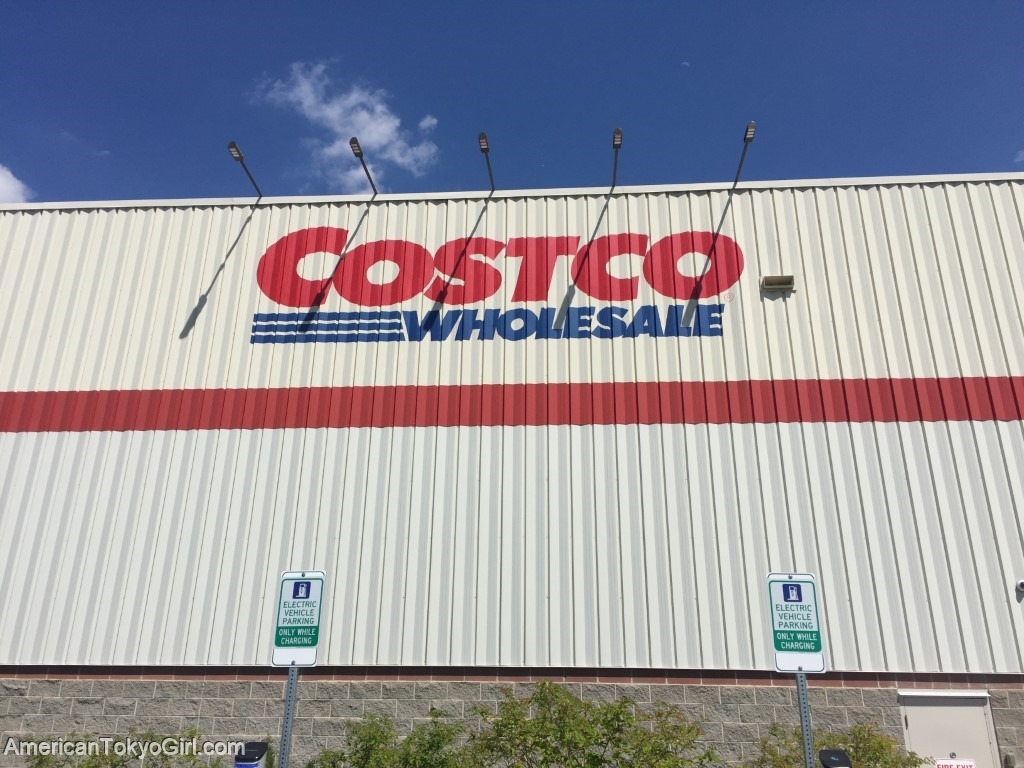 COSTCO
WHOLESALE
ELECTRIC
VEHICLE
PARKING
ONLY WHILE
CHARGING
ELECTRIC
VEHICLE
PARKING
ONLY WHILE
CHARGING
AmericanTokyoGirl.com
FIRE EXIT